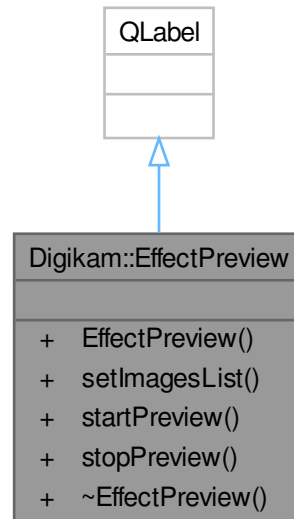 QLabel
Digikam::EffectPreview
+ EffectPreview()
+ setImagesList()
+ startPreview()
+ stopPreview()
+ ~EffectPreview()